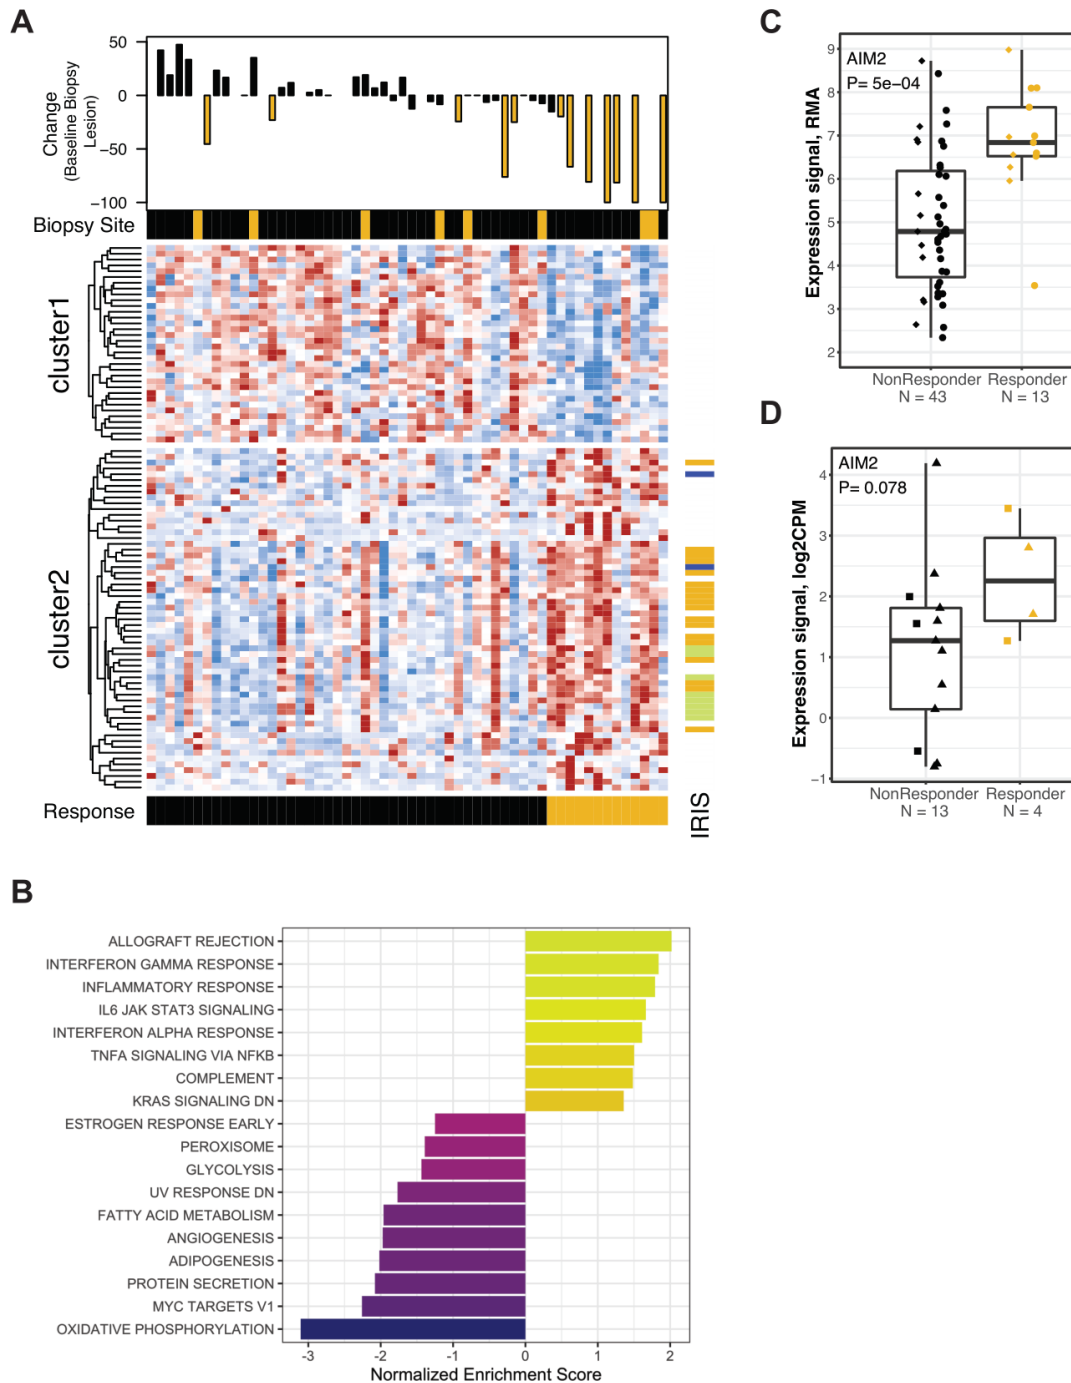 A
50
0
−50
−100
Change
(Baseline Biopsy
Lesion)
Biopsy Site
cluster1
cluster2
Response
IRIS
C
AIM2
P= 5e−04
Expression signal, RMA
9
8
7
6
5
4
3
2
NonResponder Responder
N = 43 N = 13
D
AIM2
P= 0.078
Expression signal, log2CPM
4
3
2
1
0
−1
NonResponder Responder
N = 13 N = 4
B
ALLOGRAFT REJECTION
INTERFERON GAMMA RESPONSE
INFLAMMATORY RESPONSE
IL6 JAK STAT3 SIGNALING
INTERFERON ALPHA RESPONSE
TNFA SIGNALING VIA NFKB
COMPLEMENT
KRAS SIGNALING DN
ESTROGEN RESPONSE EARLY
PEROXISOME
GLYCOLYSIS
UV RESPONSE DN
FATTY ACID METABOLISM
ANGIOGENESIS
ADIPOGENESIS
PROTEIN SECRETION
MYC TARGETS V1
OXIDATIVE PHOSPHORYLATION
-3 -2 -1 0 1 2
Normalized Enrichment Score